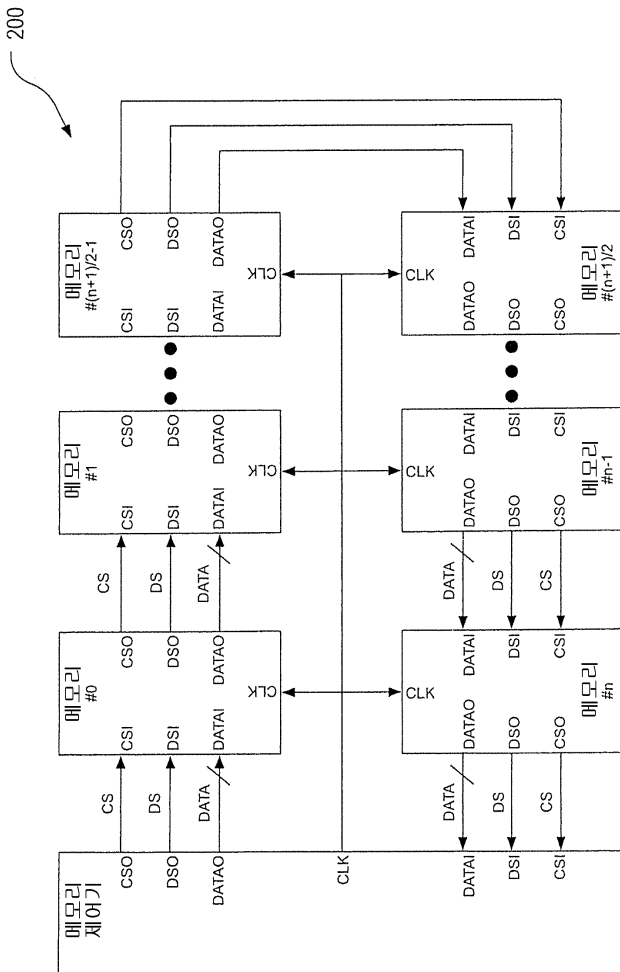 200
메모리
제어기
CSO
DSO
DATAO
CLK
DATAI
DSI
CSI
CS
DS
DATA
메모리
#0
CSI
CSO
DSI
DSO
DATAI
DATAO
CLK
CS
DS
DATA
메모리
#1
CSI
CSO
DSI
DSO
DATAI
DATAO
CLK
메모리
#(n+1)/2-1
CSI
CSO
DSI
DSO
DATAI
DATAO
CLK
DATA
DS
CS
CLK
DATAO
DATAI
DSO
DSI
CSO
CSI
메모리
#n
DATA
DS
CS
CLK
DATAO
DATAI
DSO
DSI
CSO
CSI
메모리
#n-1
CLK
DATAO
DATAI
DSO
DSI
CSO
CSI
메모리
#(n+1)/2